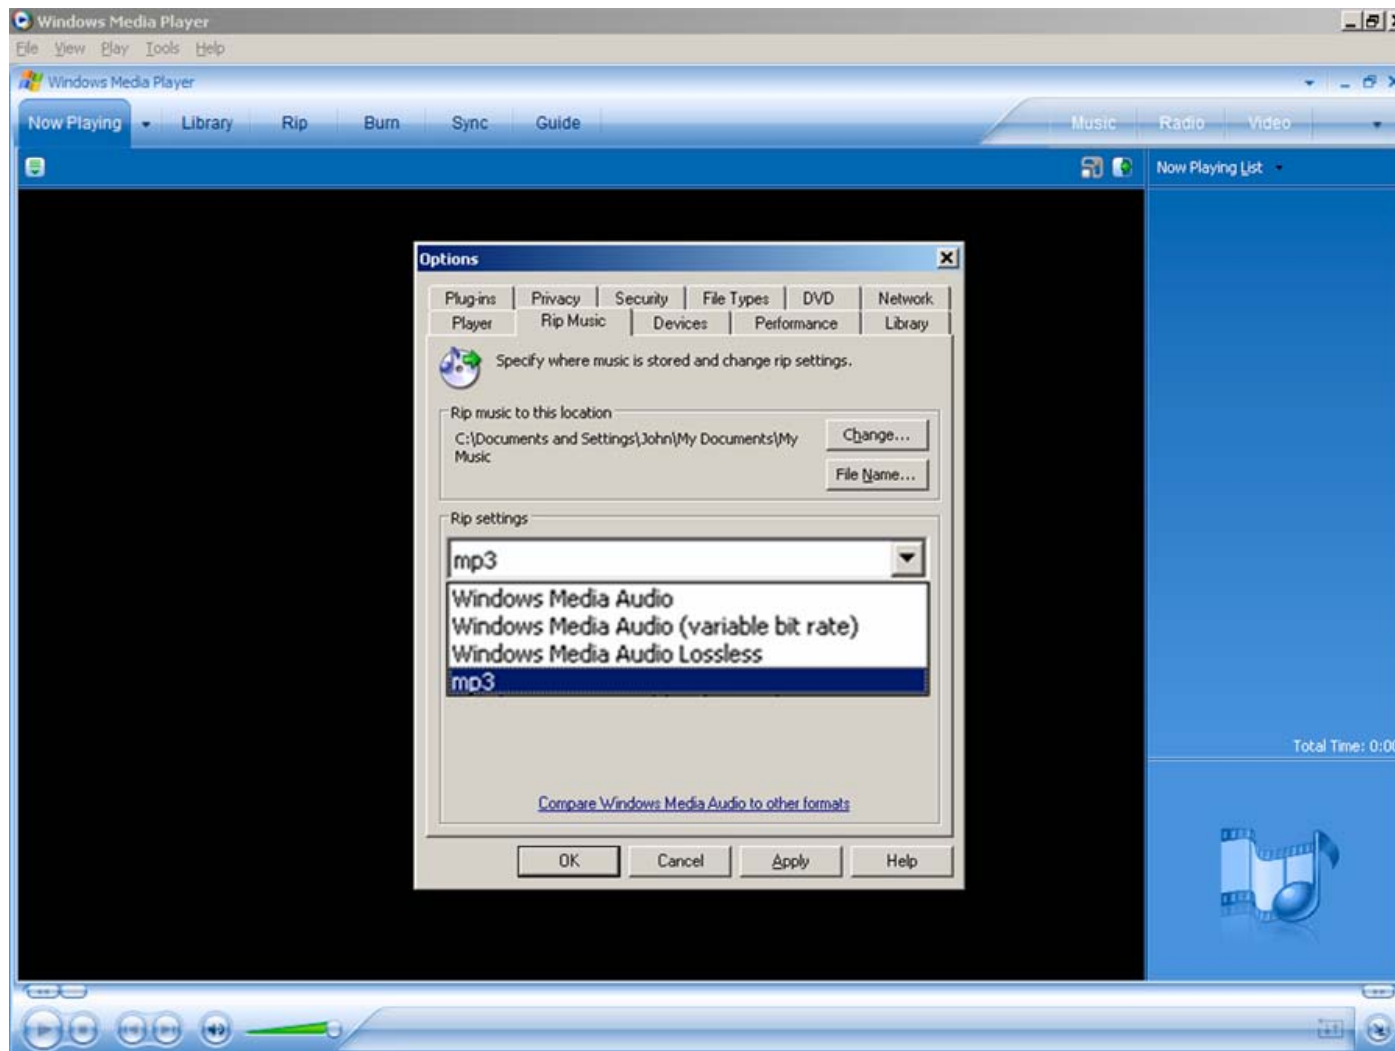 Windows Media Player
File View Play Tools Help
Windows Media Player
Now Playing Library Rip Burn Sync Guide Music Radio Video
Now Playing List
Options
Plug-ins Privacy Security File Types DVD Network
Player Rip Music Devices Performance Library
Specify where music is stored and change rip settings.
Rip music to this location
C:\Documents and Settings\John\My Documents\My
Music
Change...
File Name...
Rip settings
mp3
Windows Media Audio
Windows Media Audio (variable bit rate)
Windows Media Audio Lossless
mp3
Total Time: 0:00
Compare Windows Media Audio to other formats
OK Cancel Apply Help